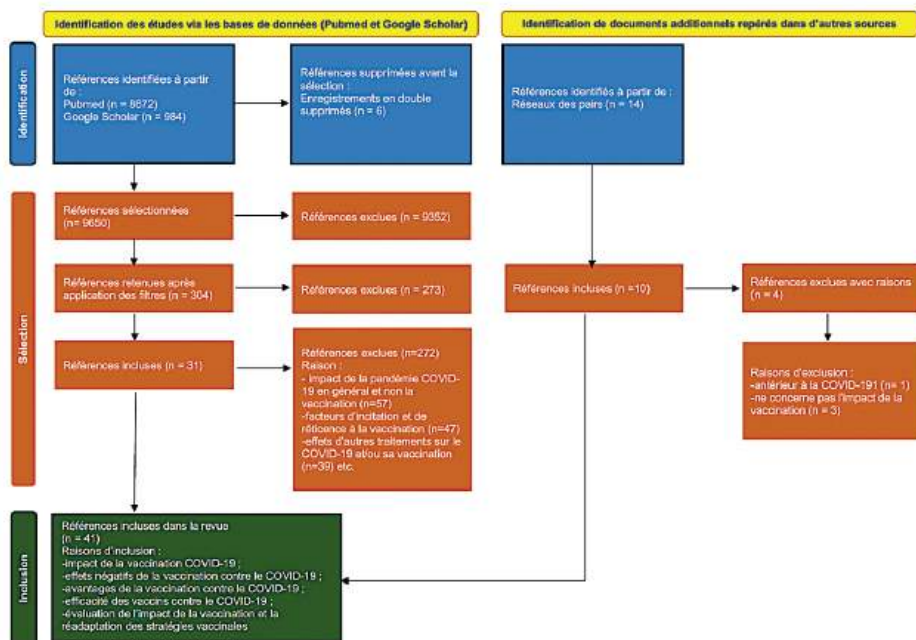 Identification des études via les bases de données (Pubmed et Google Scholar)
Identification de documents additionnels repérés dans d'autres sources
Identification
Références identifiées à partir
de :
Pubmed (n = 8672)
Google Scholar (n = 984)
Références supprimées avant la
sélection :
Enregistrements en double
supprimés (n = 6)
Références identifiés à partir de :
Réseaux des pairs (n = 14)
Sélection
Références sélectionnées
(n= 9650)
Références exclues (n = 9352)
Références retenues après
application des filtres (n = 304)
Références exclues (n = 273)
Références incluses (n =10)
Références exclues avec raisons
(n = 4)
Références incluses (n = 31)
Références exclues (n=272)
Raison :
- impact de la pandémie COVID-
19 en général et non la
vaccination (n=57)
-facteurs d'incitation et de
réticence à la vaccination (n=47)
-effets d'autres traitements sur le
COVID-19 et/ou sa vaccination
(n=39) etc.
Raisons d'exclusion :
-antérieur à la COVID-191 (n= 1)
-ne concerne pas l'impact de la
vaccination (n = 3)
Inclusion
Références incluses dans la revue
(n = 41)
Raisons d'inclusion :
-impact de la vaccination COVID-19 ;
-effets négatifs de la vaccination contre le COVID-19 ;
-avantages de la vaccination contre le COVID-19 ;
-efficacité des vaccins contre le COVID-19 ;
-évaluation de l'impact de la vaccination et la
réadaptation des stratégies vaccinales